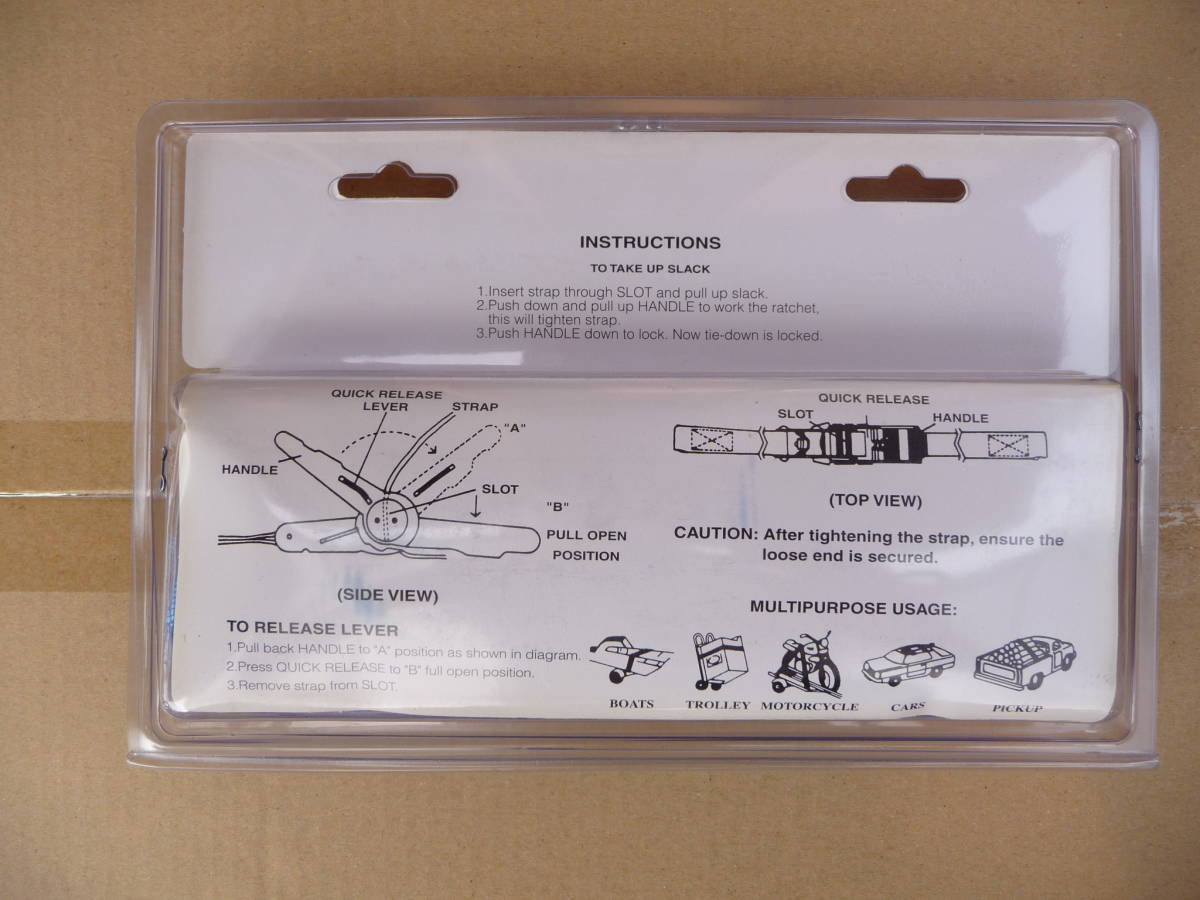 INSTRUCTIONS
TO TAKE UP SLACK
1.Insert strap through SLOT and pull up slack.
2.Push down and pull up HANDLE to work the ratchet,
this will tighten strap.
3.Push HANDLE down to lock. Now tie-down is locked.
QUICK RELEASE
LEVER
STRAP
"A"
HANDLE
SLOT
"B"
PULL OPEN
POSITION
(SIDE VIEW)
QUICK RELEASE
SLOT
HANDLE
(TOP VIEW)
CAUTION: After tightening the strap, ensure the
loose end is secured.
TO RELEASE LEVER
1.Pull back HANDLE to "A" position as shown in diagram.
2.Press QUICK RELEASE to "B" full open position.
3.Remove strap from SLOT.
MULTIPURPOSE USAGE:
BOATS TROLLEY MOTORCYCLE CARS PICKUP